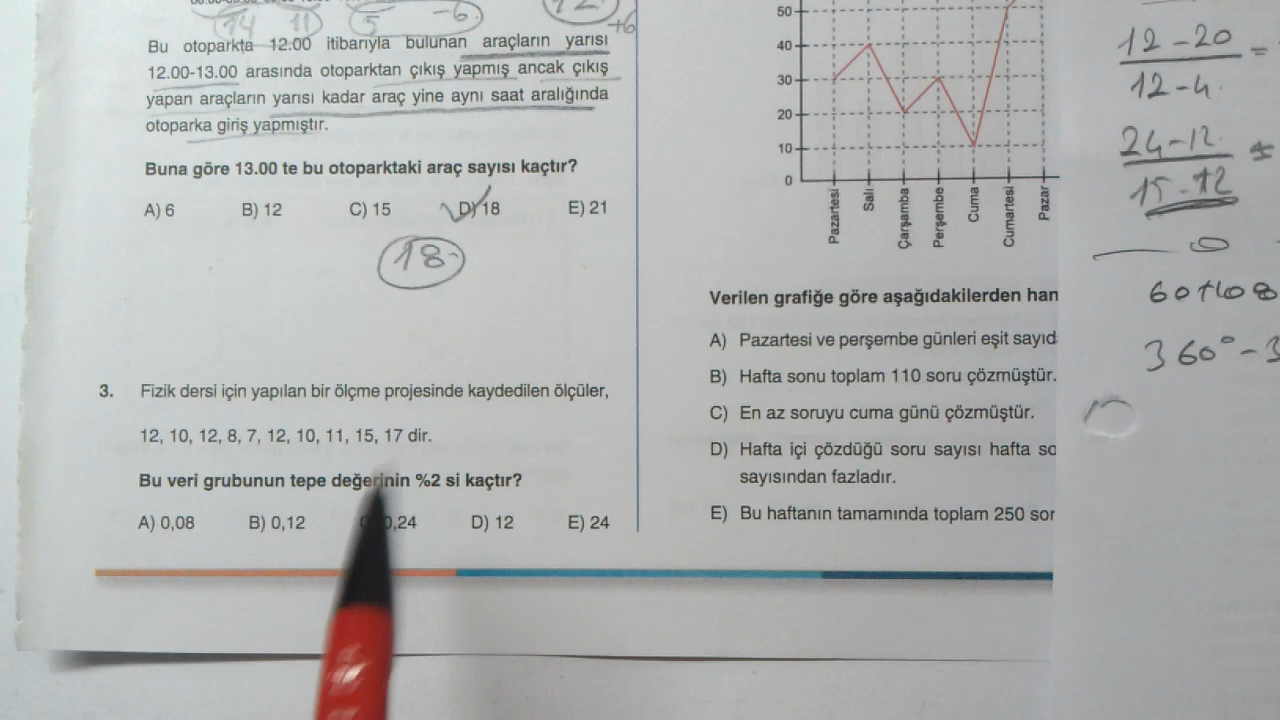 14 11 5 -6
+6
Bu otoparkta 12.00 itibarıyla bulunan araçların yarısı
12.00-13.00 arasında otoparktan çıkış yapmış ancak çıkış
yapan araçların yarısı kadar araç yine aynı saat aralığında
otoparka giriş yapmıştır.
Buna göre 13.00 te bu otoparktaki araç sayısı kaçtır?
A) 6 B) 12 C) 15 D) 18 E) 21
18
3. Fizik dersi için yapılan bir ölçme projesinde kaydedilen ölçüler,
12, 10, 12, 8, 7, 12, 10, 11, 15, 17 dir.
Bu veri grubunun tepe değerinin %2 si kaçtır?
A) 0,08 B) 0,12 0,24 D) 12 E) 24
50
40
30
20
10
0
Pazartesi
Salı
Çarşamba
Perşembe
Cuma
Cumartesi
Pazar
Verilen grafiğe göre aşağıdakilerden han
A) Pazartesi ve perşembe günleri eşit sayıd
B) Hafta sonu toplam 110 soru çözmüştür.
C) En az soruyu cuma günü çözmüştür.
D) Hafta içi çözdüğü soru sayısı hafta so
sayısından fazladır.
E) Bu haftanın tamamında toplam 250 sor
12-20 =
12-4
24-12
15-12
60+108
360°-3